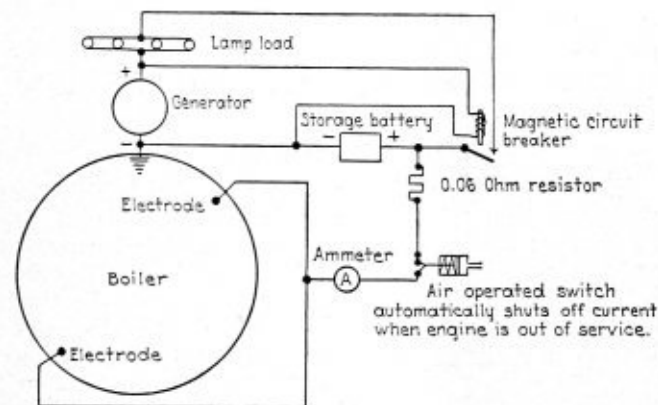 Lamp load
+
Generator
-
Storage battery
- +
Magnetic circuit
breaker
0.06 Ohm resistor
Electrode
Ammeter
A
Boiler
Air operated switch
automatically shuts off current
when engine is out of service.
Electrode